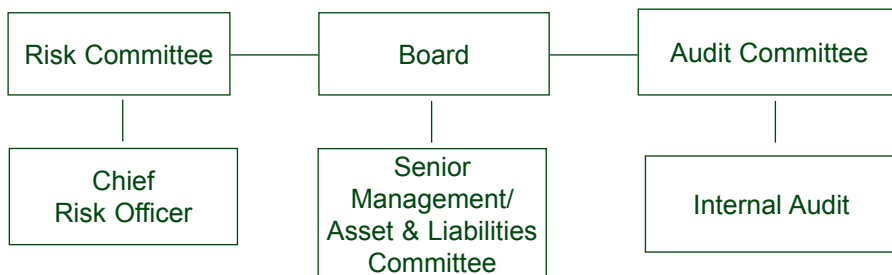 Risk Committee
Board
Audit Committee
Chief
Risk Officer
Senior
Management/
Asset & Liabilities
Committee
Internal Audit